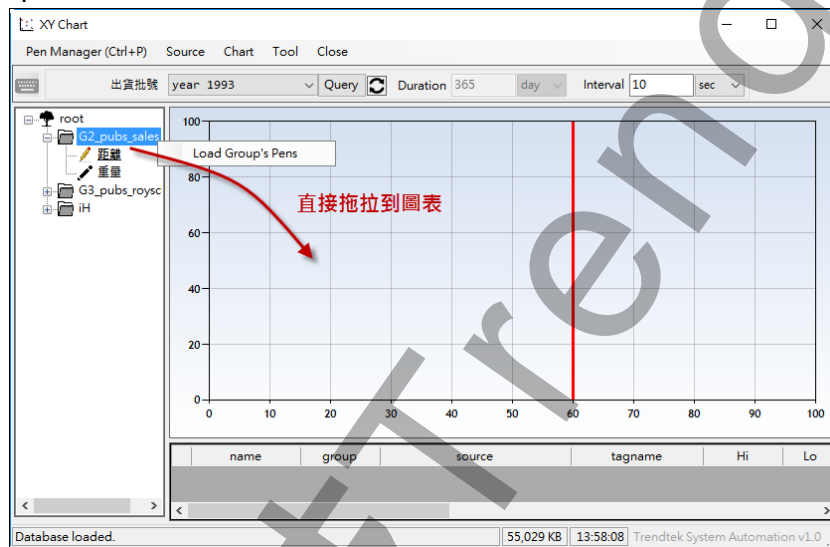 XY Chart
Pen Manager (Ctrl+P) Source Chart Tool Close
出貨批號 year 1993 Query Duration 365 day Interval 10 sec
root
G2_pubs_sales
距離
重量
G3_pubs_roysc
iH
Load Group's Pens
直接拖拉到圖表
100
80
60
40
20
0
0 10 20 30 40 50 60 70 80 90 100
name group source tagname Hi Lo
Database loaded. 55,029 KB 13:58:08 Trendtek System Automation v1.0